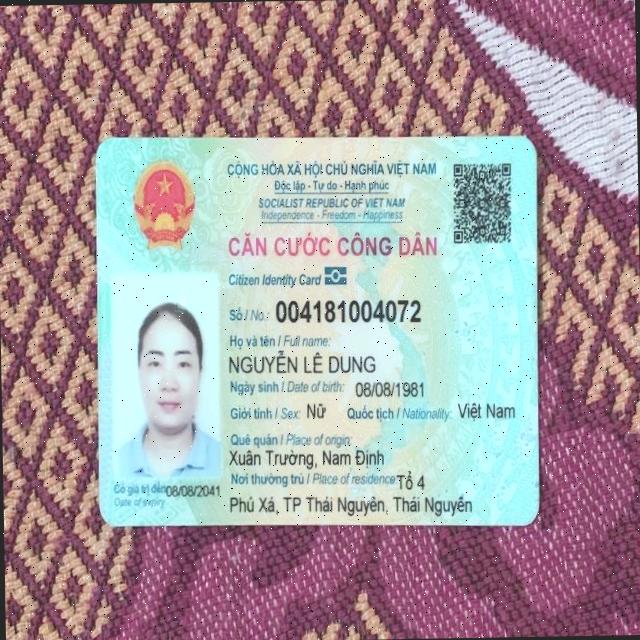 CỘNG HÒA XÃ HỘI CHỦ NGHĨA VIỆT NAM
Độc lập - Tự do - Hạnh phúc
SOCIALIST REPUBLIC OF VIET NAM
Independence - Freedom - Happiness
CĂN CƯỚC CÔNG DÂN
Citizen Identity Card
Số / No.: 004181004072
Họ và tên / Full name:
NGUYỄN LÊ DUNG
Ngày sinh / Date of birth: 08/08/1981
Giới tính / Sex: Nữ Quốc tịch / Nationality: Việt Nam
Quê quán / Place of origin:
Xuân Trường, Nam Định
Nơi thường trú / Place of residence: Tổ 4
Phú Xá, TP Thái Nguyên, Thái Nguyên
Có giá trị đến: 08/08/2041
Date of expiry